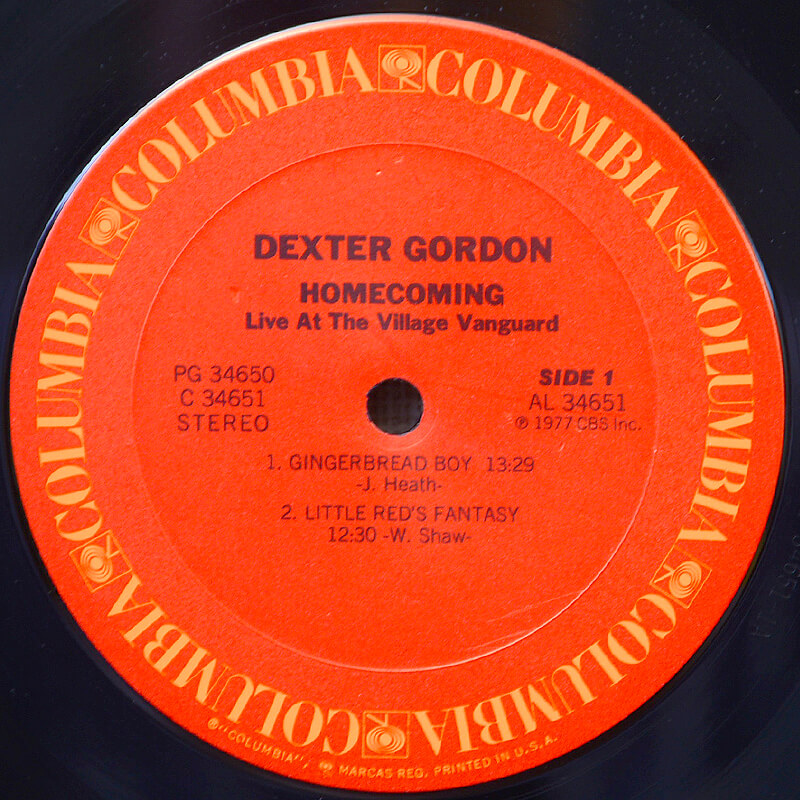 COLUMBIA COLUMBIA COLUMBIA COLUMBIA COLUMBIA COLUMBIA COLUMBIA
DEXTER GORDON
HOMECOMING
Live At The Village Vanguard
PG 34650
C 34651
STEREO
SIDE 1
AL 34651
℗ 1977 CBS Inc.
1. GINGERBREAD BOY 13:29
-J. Heath-
2. LITTLE RED'S FANTASY
12:30 -W. Shaw-
®"COLUMBIA", MARCAS REG. PRINTED IN U.S.A.